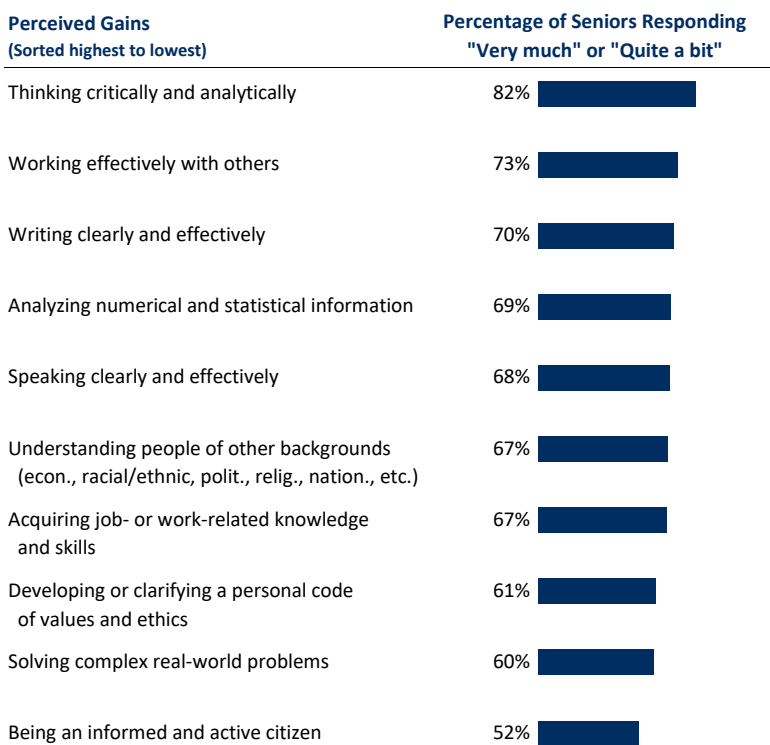 Perceived Gains
(Sorted highest to lowest)
Percentage of Seniors Responding
"Very much" or "Quite a bit"
Thinking critically and analytically 82%
Working effectively with others 73%
Writing clearly and effectively 70%
Analyzing numerical and statistical information 69%
Speaking clearly and effectively 68%
Understanding people of other backgrounds 67%
(econ., racial/ethnic, polit., relig., nation., etc.)
Acquiring job- or work-related knowledge 67%
and skills
Developing or clarifying a personal code 61%
of values and ethics
Solving complex real-world problems 60%
Being an informed and active citizen 52%